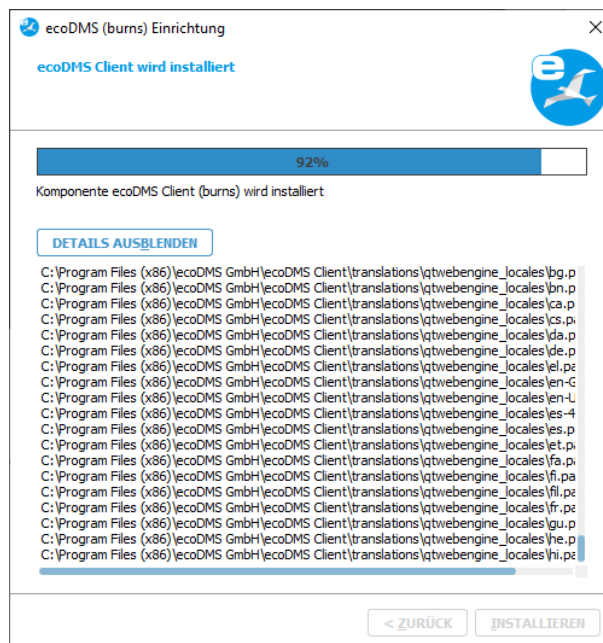 ecoDMS (burns) Einrichtung
ecoDMS Client wird installiert
e
92%
Komponente ecoDMS Client (burns) wird installiert
DETAILS AUSBLENDEN
C:\Program Files (x86)\ecoDMS GmbH\ecoDMS Client\translations\qtwebengine_locales\bg.p
C:\Program Files (x86)\ecoDMS GmbH\ecoDMS Client\translations\qtwebengine_locales\bn.p
C:\Program Files (x86)\ecoDMS GmbH\ecoDMS Client\translations\qtwebengine_locales\ca.p
C:\Program Files (x86)\ecoDMS GmbH\ecoDMS Client\translations\qtwebengine_locales\cs.pa
C:\Program Files (x86)\ecoDMS GmbH\ecoDMS Client\translations\qtwebengine_locales\da.p
C:\Program Files (x86)\ecoDMS GmbH\ecoDMS Client\translations\qtwebengine_locales\de.p
C:\Program Files (x86)\ecoDMS GmbH\ecoDMS Client\translations\qtwebengine_locales\el.pa
C:\Program Files (x86)\ecoDMS GmbH\ecoDMS Client\translations\qtwebengine_locales\en-G
C:\Program Files (x86)\ecoDMS GmbH\ecoDMS Client\translations\qtwebengine_locales\en-U
C:\Program Files (x86)\ecoDMS GmbH\ecoDMS Client\translations\qtwebengine_locales\es-4
C:\Program Files (x86)\ecoDMS GmbH\ecoDMS Client\translations\qtwebengine_locales\es.p
C:\Program Files (x86)\ecoDMS GmbH\ecoDMS Client\translations\qtwebengine_locales\et.pa
C:\Program Files (x86)\ecoDMS GmbH\ecoDMS Client\translations\qtwebengine_locales\fa.pa
C:\Program Files (x86)\ecoDMS GmbH\ecoDMS Client\translations\qtwebengine_locales\fi.pa
C:\Program Files (x86)\ecoDMS GmbH\ecoDMS Client\translations\qtwebengine_locales\fil.pa
C:\Program Files (x86)\ecoDMS GmbH\ecoDMS Client\translations\qtwebengine_locales\fr.pa
C:\Program Files (x86)\ecoDMS GmbH\ecoDMS Client\translations\qtwebengine_locales\gu.p
C:\Program Files (x86)\ecoDMS GmbH\ecoDMS Client\translations\qtwebengine_locales\he.p
C:\Program Files (x86)\ecoDMS GmbH\ecoDMS Client\translations\qtwebengine_locales\hi.pa
< ZURÜCK INSTALLIEREN